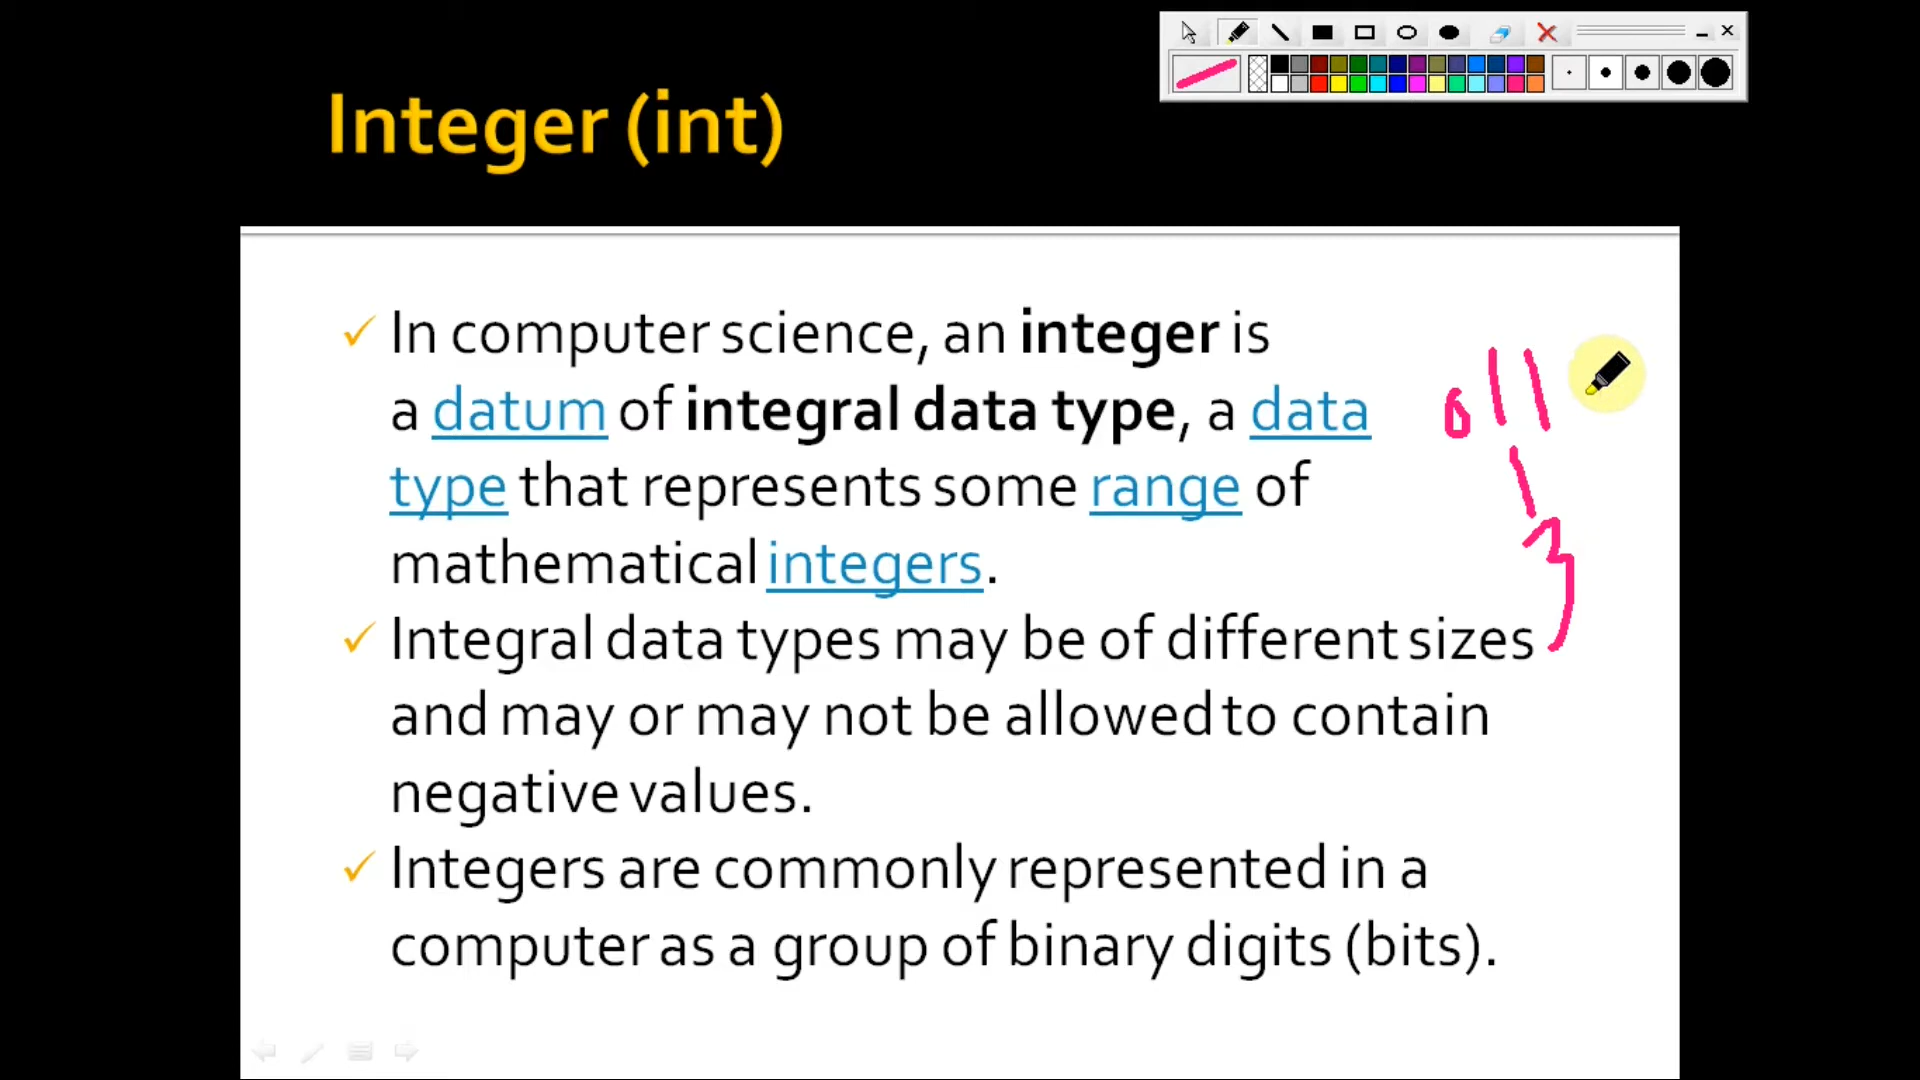 Integer (int)
In computer science, an integer is
a datum of integral data type, a data
type that represents some range of
mathematical integers.
Integral data types may be of different sizes
and may or may not be allowed to contain
negative values.
Integers are commonly represented in a
computer as a group of binary digits (bits).
011
3